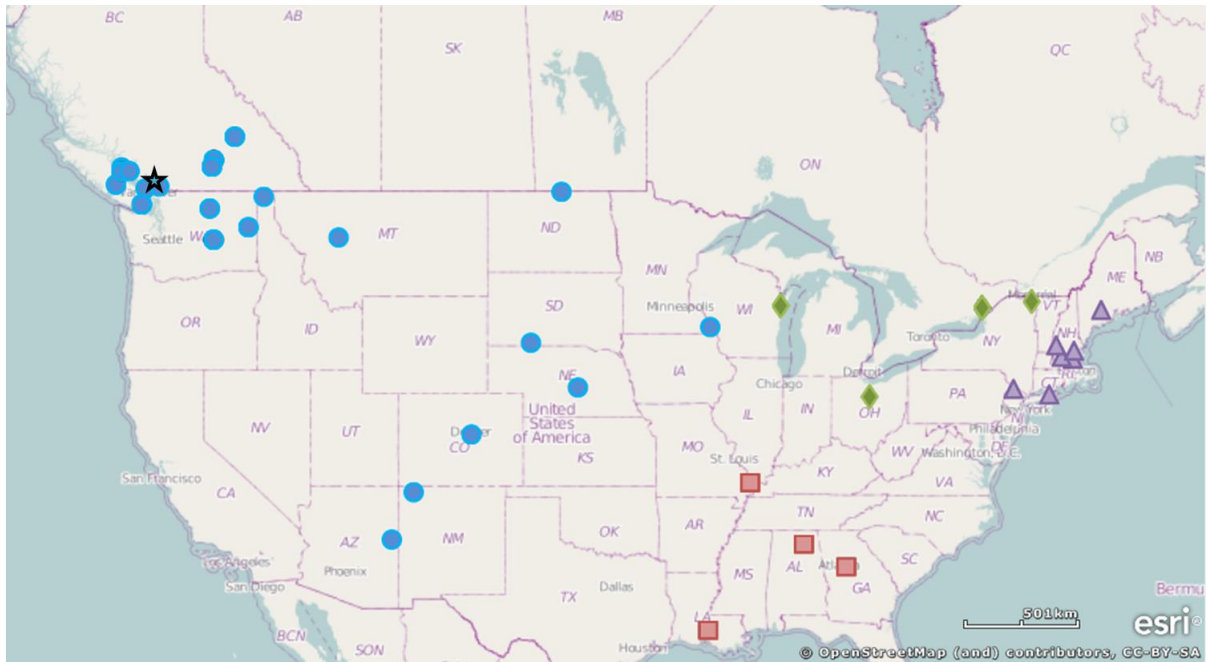 BC
AB
MB
SK
QC
ON
NB
ME
Seattle
MT
ND
MN
Minneapolis
WI
MI
VT
NH
Toronto
NY
OR
ID
SD
WY
IA
Detroit
Chicago
NE
PA
CT
New York
NV
UT
CO
United
States
of America
IL
IN
OH
Philadelphia
KS
MO
St. Louis
WV
Washington, D.C.
San Francisco
CA
KY
VA
TN
NC
AZ
NM
OK
AR
SC
Phoenix
Los Angeles
San Diego
Dallas
TX
MS
AL
GA
Bermu
LA
BCN
SON
Houston
501km
esri
© OpenStreetMap (and) contributors, CC-BY-SA